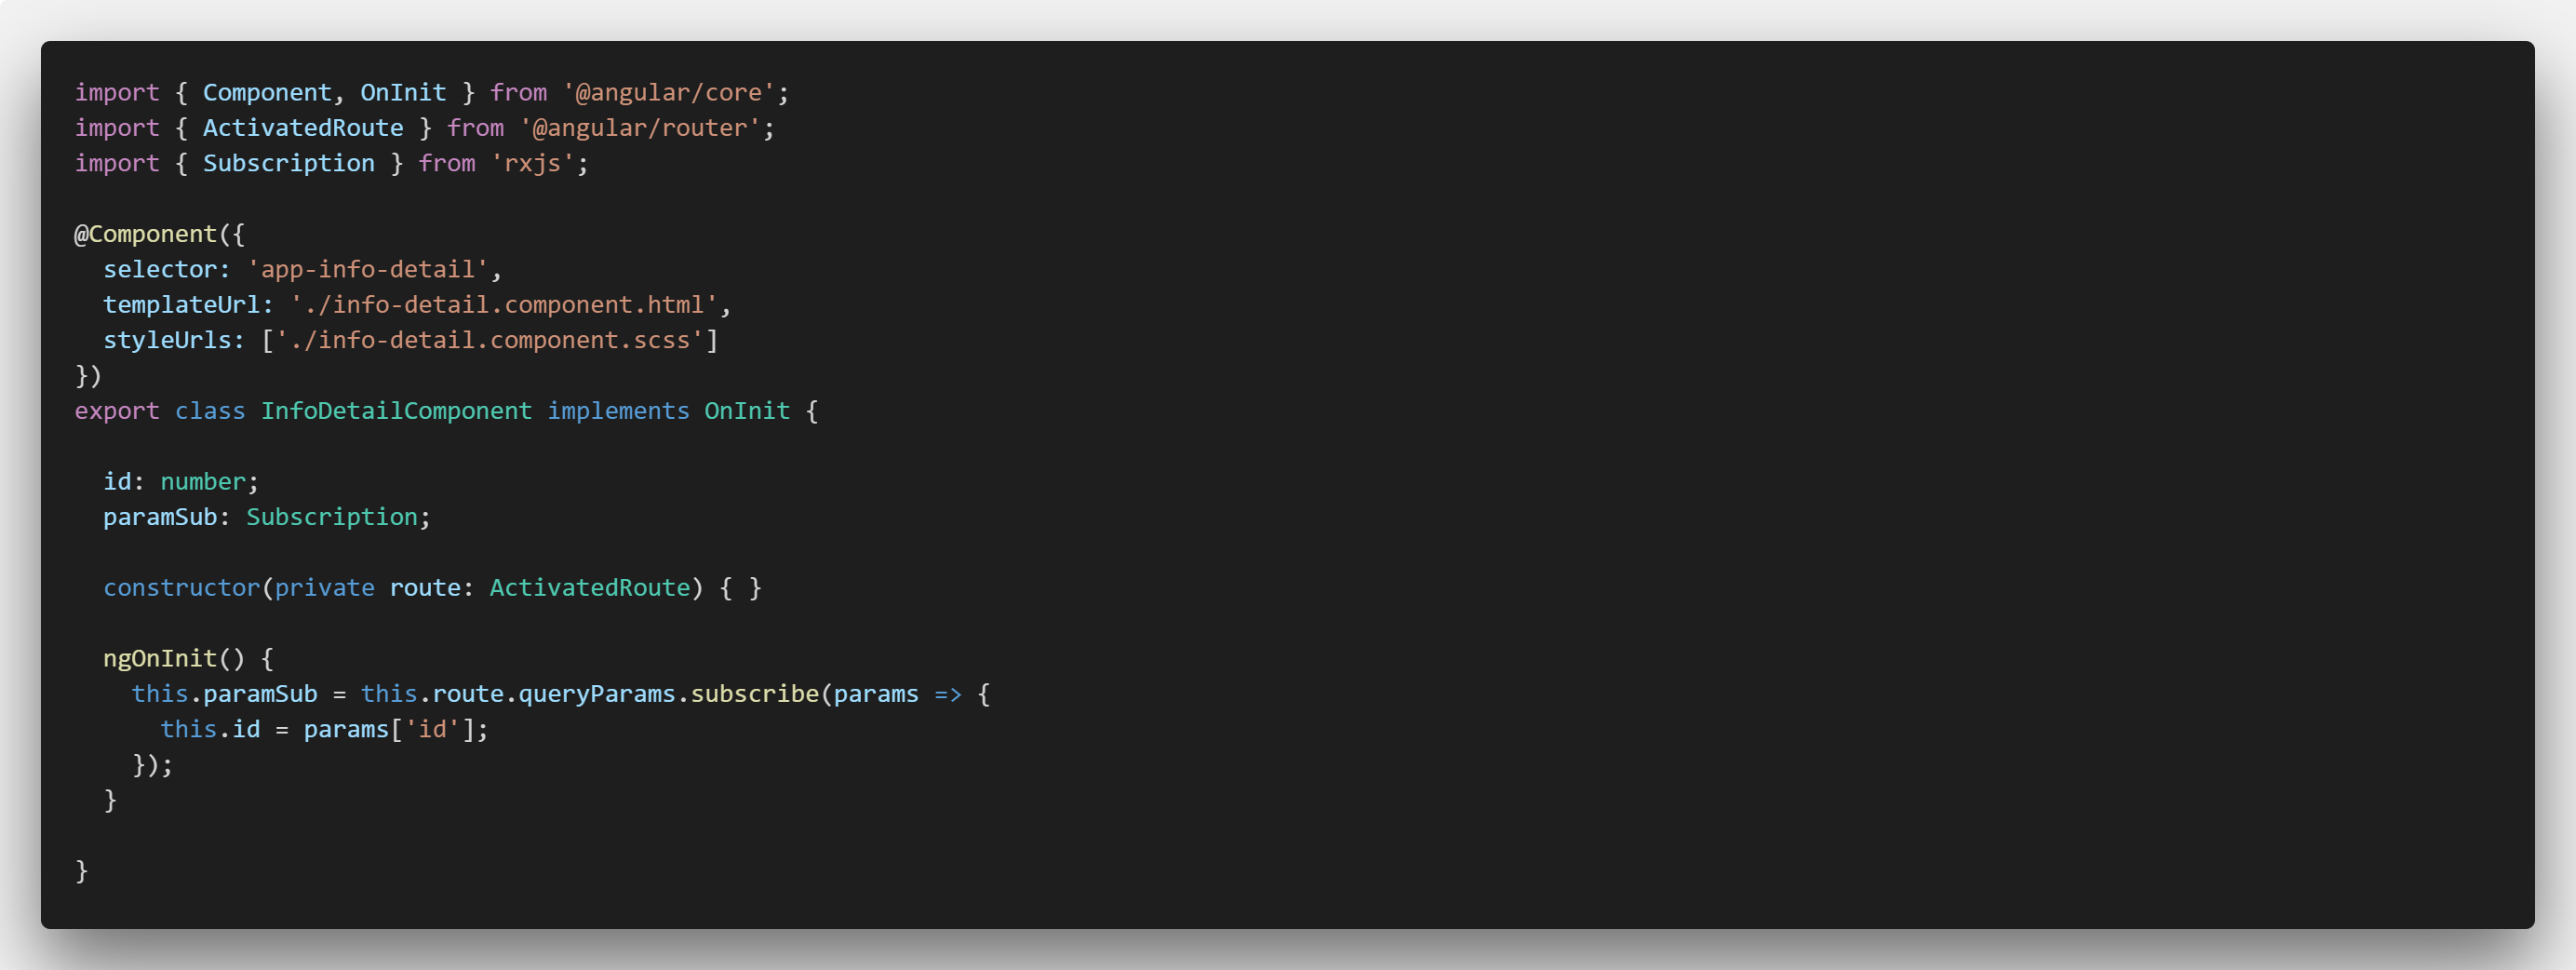 import { Component, OnInit } from '@angular/core';
import { ActivatedRoute } from '@angular/router';
import { Subscription } from 'rxjs';

@Component({
  selector: 'app-info-detail',
  templateUrl: './info-detail.component.html',
  styleUrls: ['./info-detail.component.scss']
})
export class InfoDetailComponent implements OnInit {

  id: number;
  paramSub: Subscription;

  constructor(private route: ActivatedRoute) { }

  ngOnInit() {
    this.paramSub = this.route.queryParams.subscribe(params => {
      this.id = params['id'];
    });
  }

}